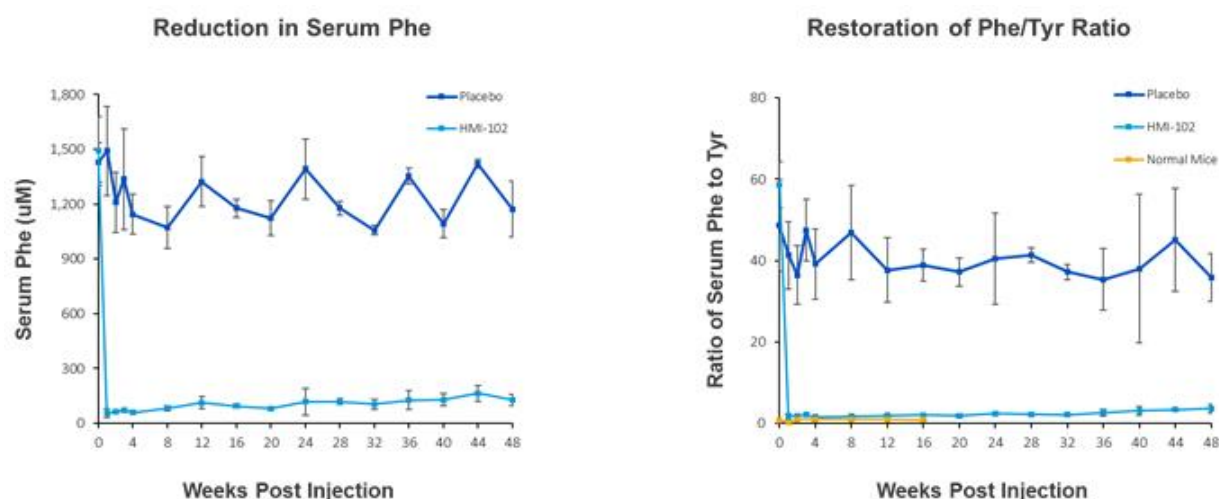 Reduction in Serum Phe
1,800
1,500
1,200
900
600
300
0
Serum Phe (uM)
Placebo
HMI-102
0 4 8 12 16 20 24 28 32 36 40 44 48
Weeks Post Injection
Restoration of Phe/Tyr Ratio
80
60
40
20
0
Ratio of Serum Phe to Tyr
Placebo
HMI-102
Normal Mice
0 4 8 12 16 20 24 28 32 36 40 44 48
Weeks Post Injection